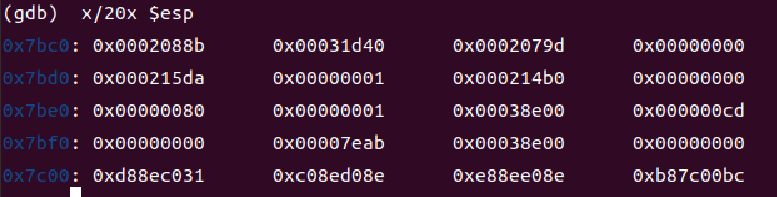 (gdb)  x/20x $esp
0x7bc0: 0x0002088b 0x00031d40 0x0002079d 0x00000000
0x7bd0: 0x000215da 0x00000001 0x000214b0 0x00000000
0x7be0: 0x00000080 0x00000001 0x00038e00 0x000000cd
0x7bf0: 0x00000000 0x00007eab 0x00038e00 0x00000000
0x7c00: 0xd88ec031 0xc08ed08e 0xe88ee08e 0xb87c00bc